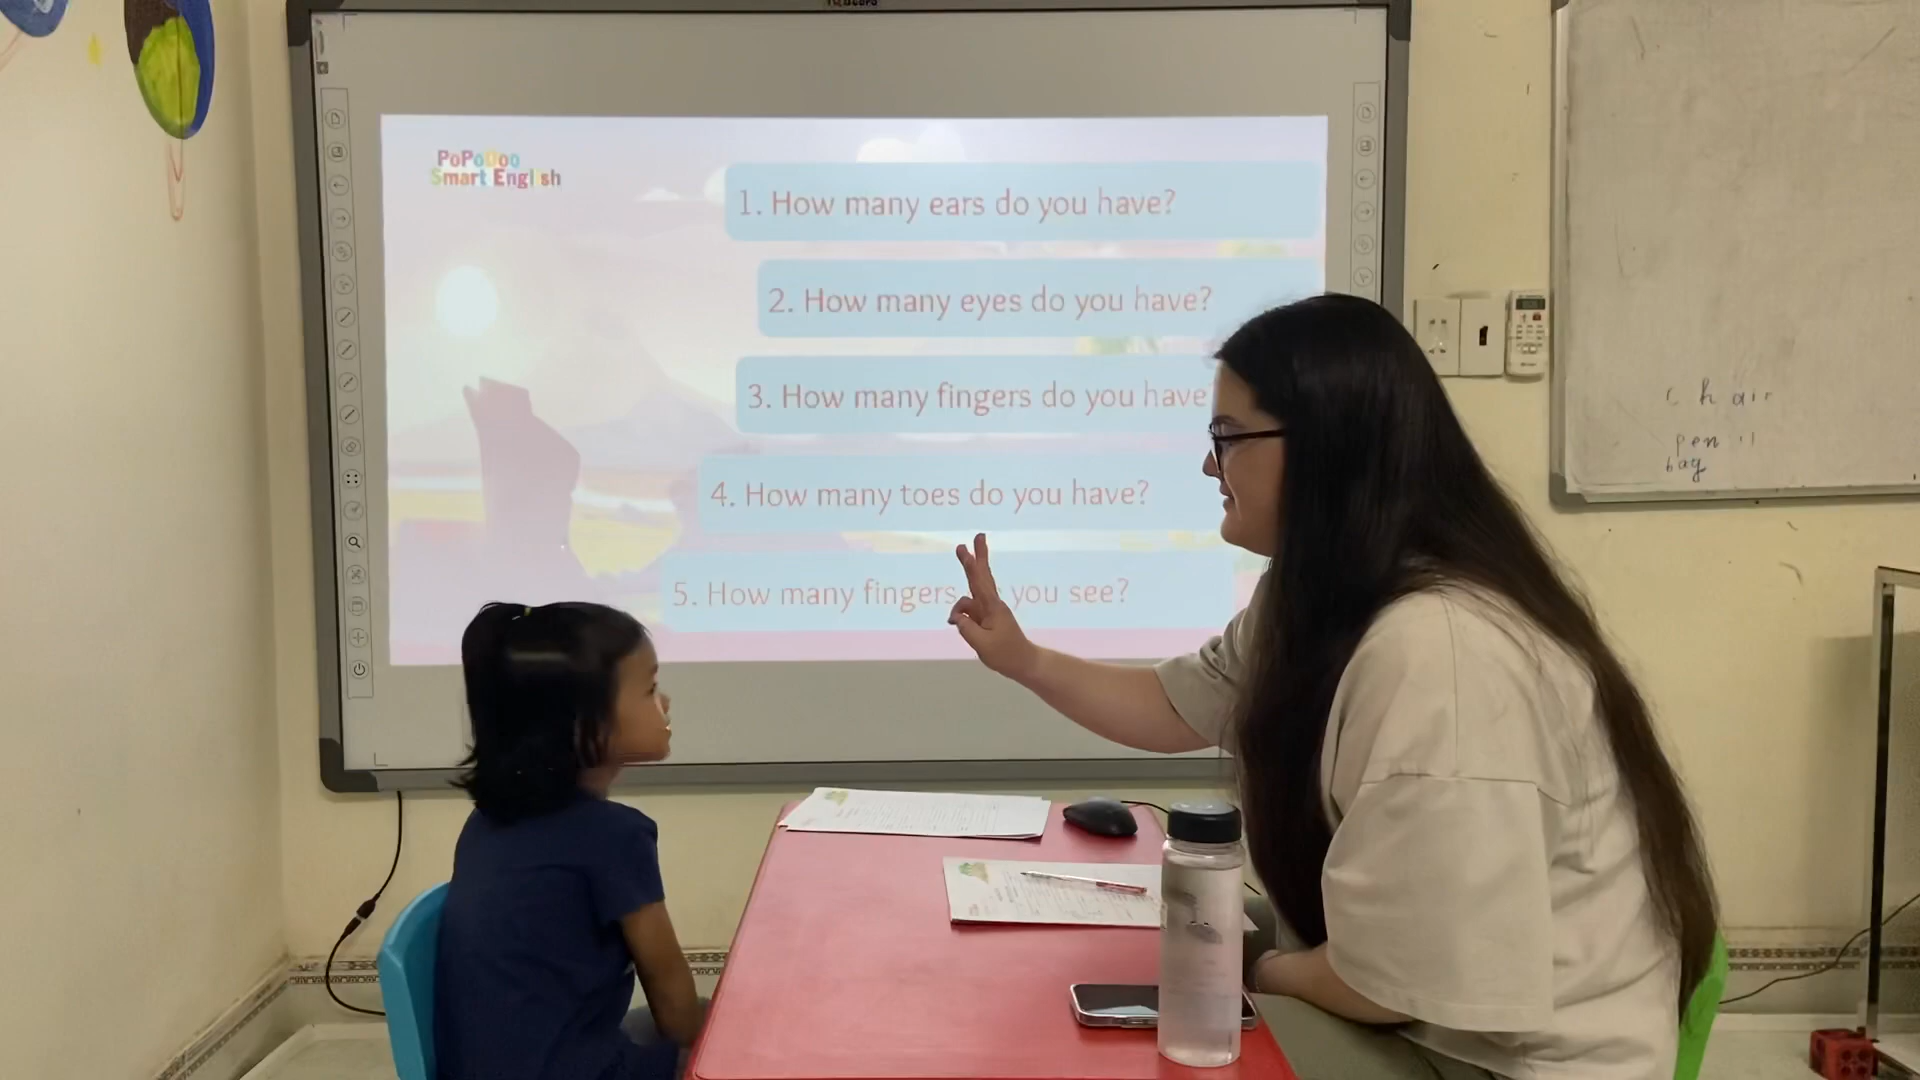 PoPoDoo
Smart English
1. How many ears do you have?
2. How many eyes do you have?
3. How many fingers do you have
4. How many toes do you have?
5. How many fingers you see?
chair
pen
bag